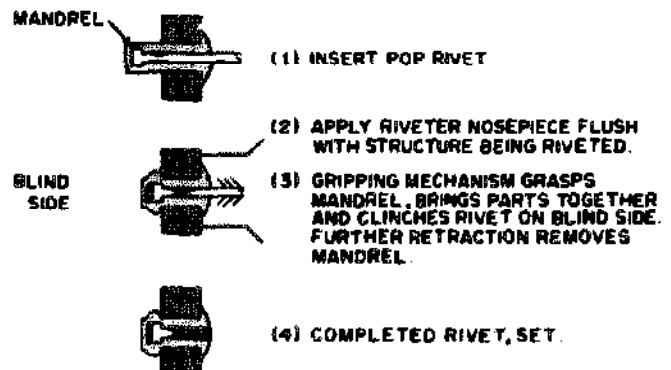 MANDREL
(1) INSERT POP RIVET
(2) APPLY RIVETER NOSEPIECE FLUSH
WITH STRUCTURE BEING RIVETED.
BLIND
SIDE
(3) GRIPPING MECHANISM GRASPS
MANDREL, BRINGS PARTS TOGETHER
AND CLINCHES RIVET ON BLIND SIDE.
FURTHER RETRACTION REMOVES
MANDREL.
(4) COMPLETED RIVET, SET.